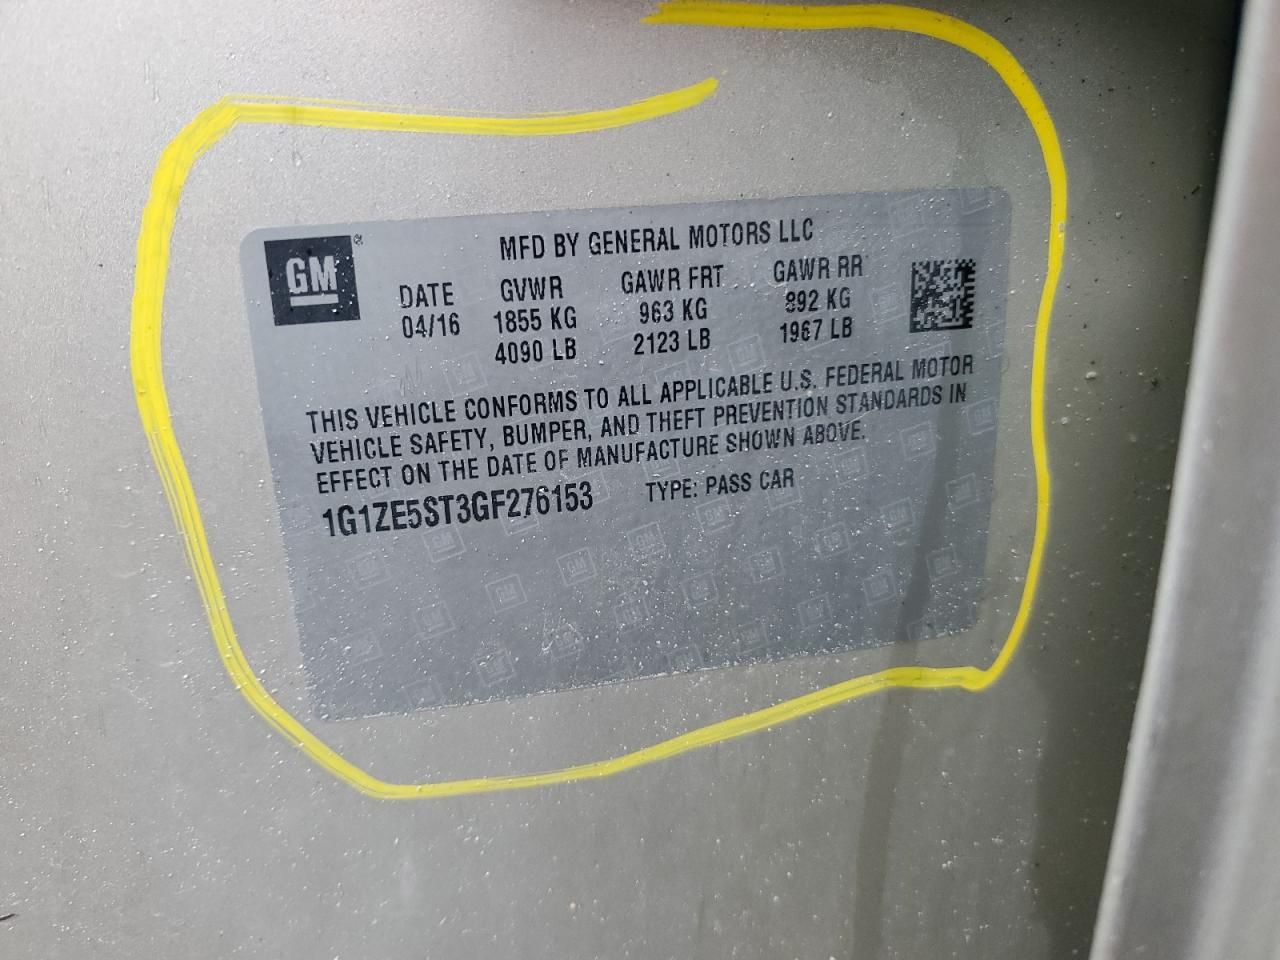 GM®
MFD BY GENERAL MOTORS LLC
DATE GVWR GAWR FRT GAWR RR
04/16 1855 KG 963 KG 892 KG
4090 LB 2123 LB 1967 LB
THIS VEHICLE CONFORMS TO ALL APPLICABLE U.S. FEDERAL MOTOR
VEHICLE SAFETY, BUMPER, AND THEFT PREVENTION STANDARDS IN
EFFECT ON THE DATE OF MANUFACTURE SHOWN ABOVE.
1G1ZE5ST3GF276153 TYPE: PASS CAR